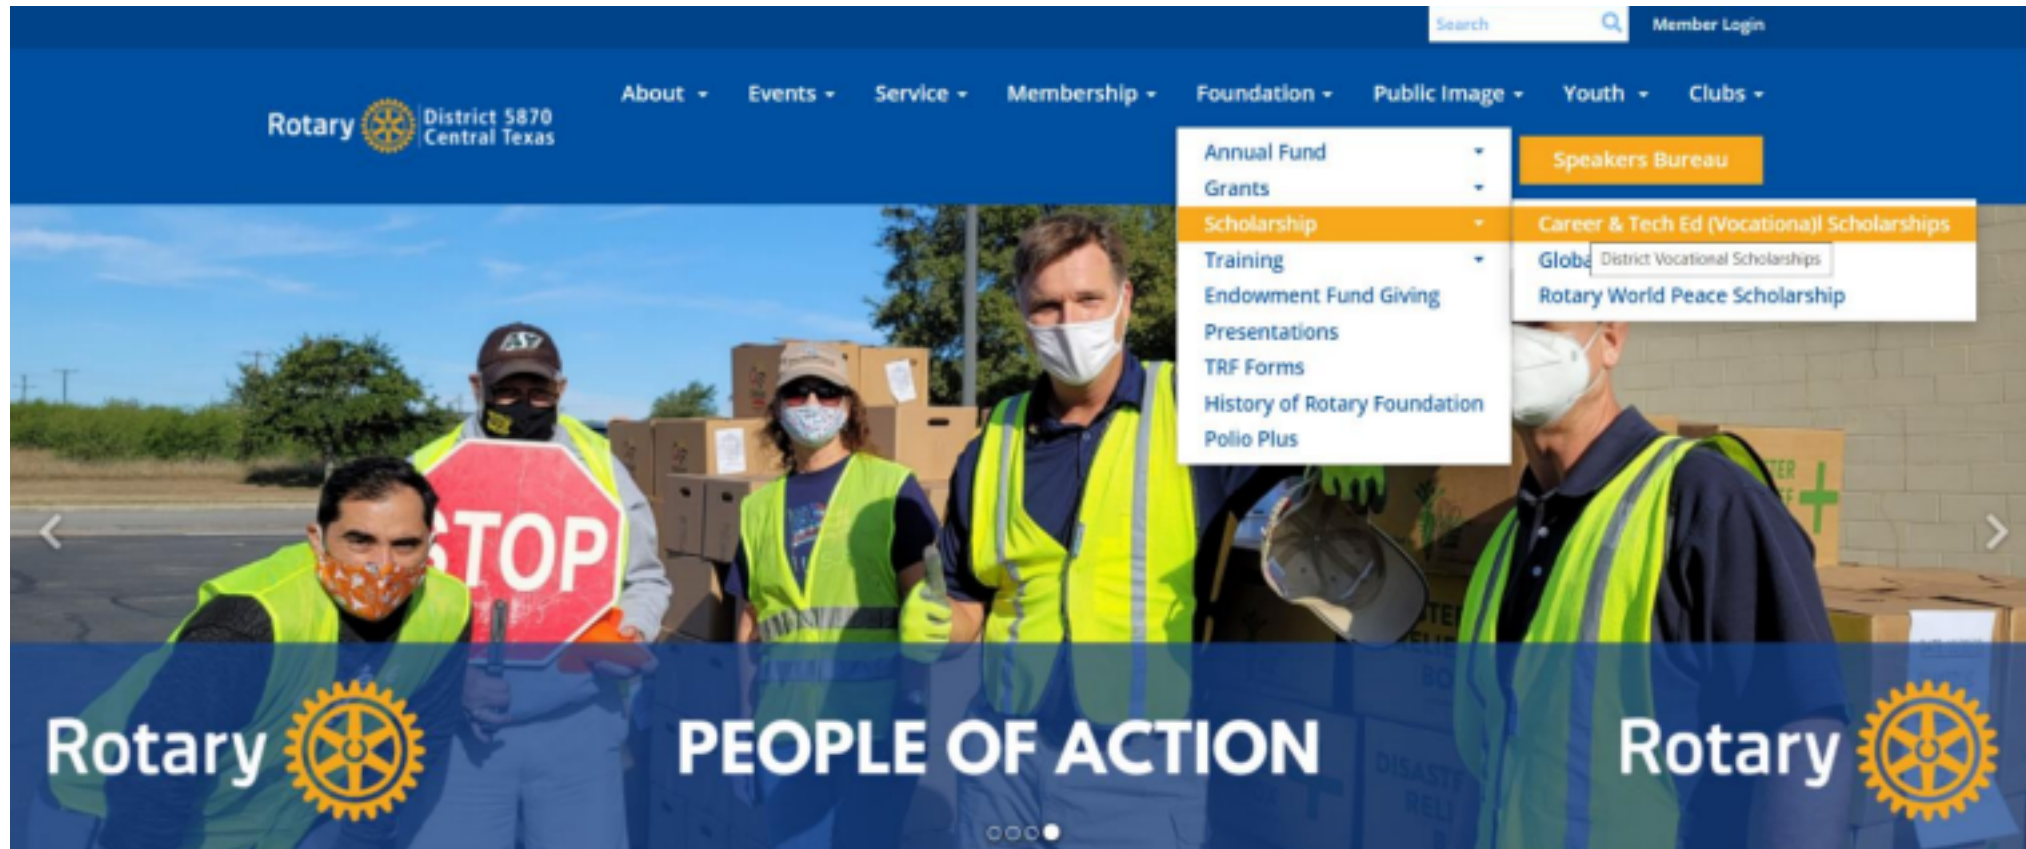 Search
Member Login
About
Events
Service
Membership
Foundation
Public Image
Youth
Clubs
Rotary
District 5870
Central Texas
Speakers Bureau
Annual Fund
Grants
Scholarship
Training
Endowment Fund Giving
Presentations
TRF Forms
History of Rotary Foundation
Polio Plus
Career & Tech Ed (Vocationa)l Scholarships
Globa
District Vocational Scholarships
Rotary World Peace Scholarship
STOP
Rotary
PEOPLE OF ACTION
Rotary